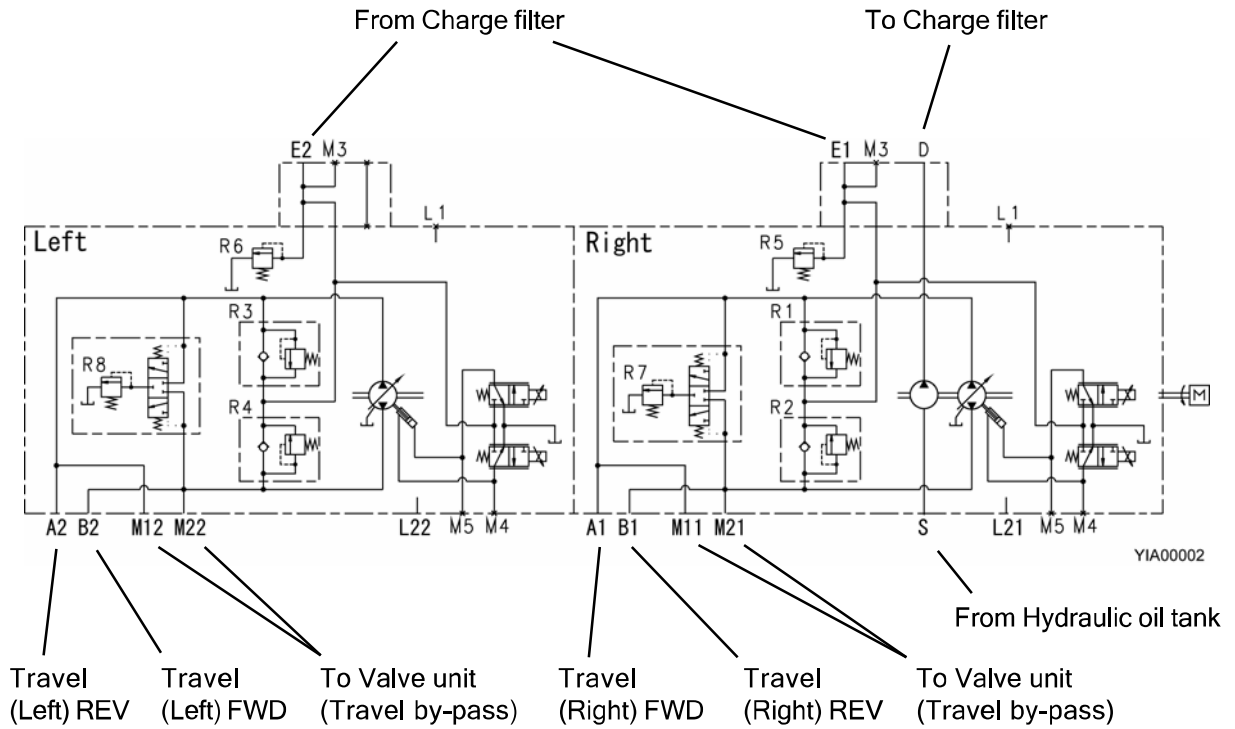 From Charge filter
To Charge filter
E2 M3
E1 M3 D
L1
L1
Left
Right
R6
R5
R3
R1
R8
R7
M
R4
R2
A2 B2 M12 M22 L22 M5 M4
A1 B1 M11 M21 S L21 M5 M4
YIA00002
From Hydraulic oil tank
Travel
(Left) REV
Travel
(Left) FWD
To Valve unit
(Travel by-pass)
Travel
(Right) FWD
Travel
(Right) REV
To Valve unit
(Travel by-pass)